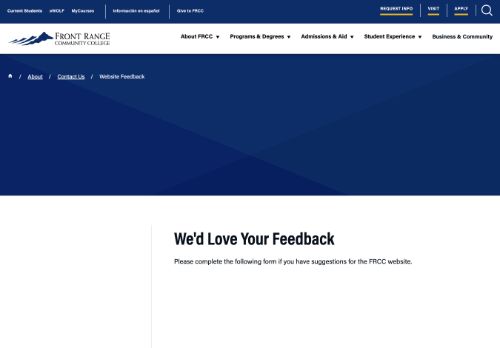 Current Students eWOLF MyCourses Información en español Give to FRCC REQUEST INFO VISIT APPLY
FRONT RANGE
COMMUNITY COLLEGE
About FRCC Programs & Degrees Admissions & Aid Student Experience Business & Community
/ About / Contact Us / Website Feedback
We'd Love Your Feedback
Please complete the following form if you have suggestions for the FRCC website.